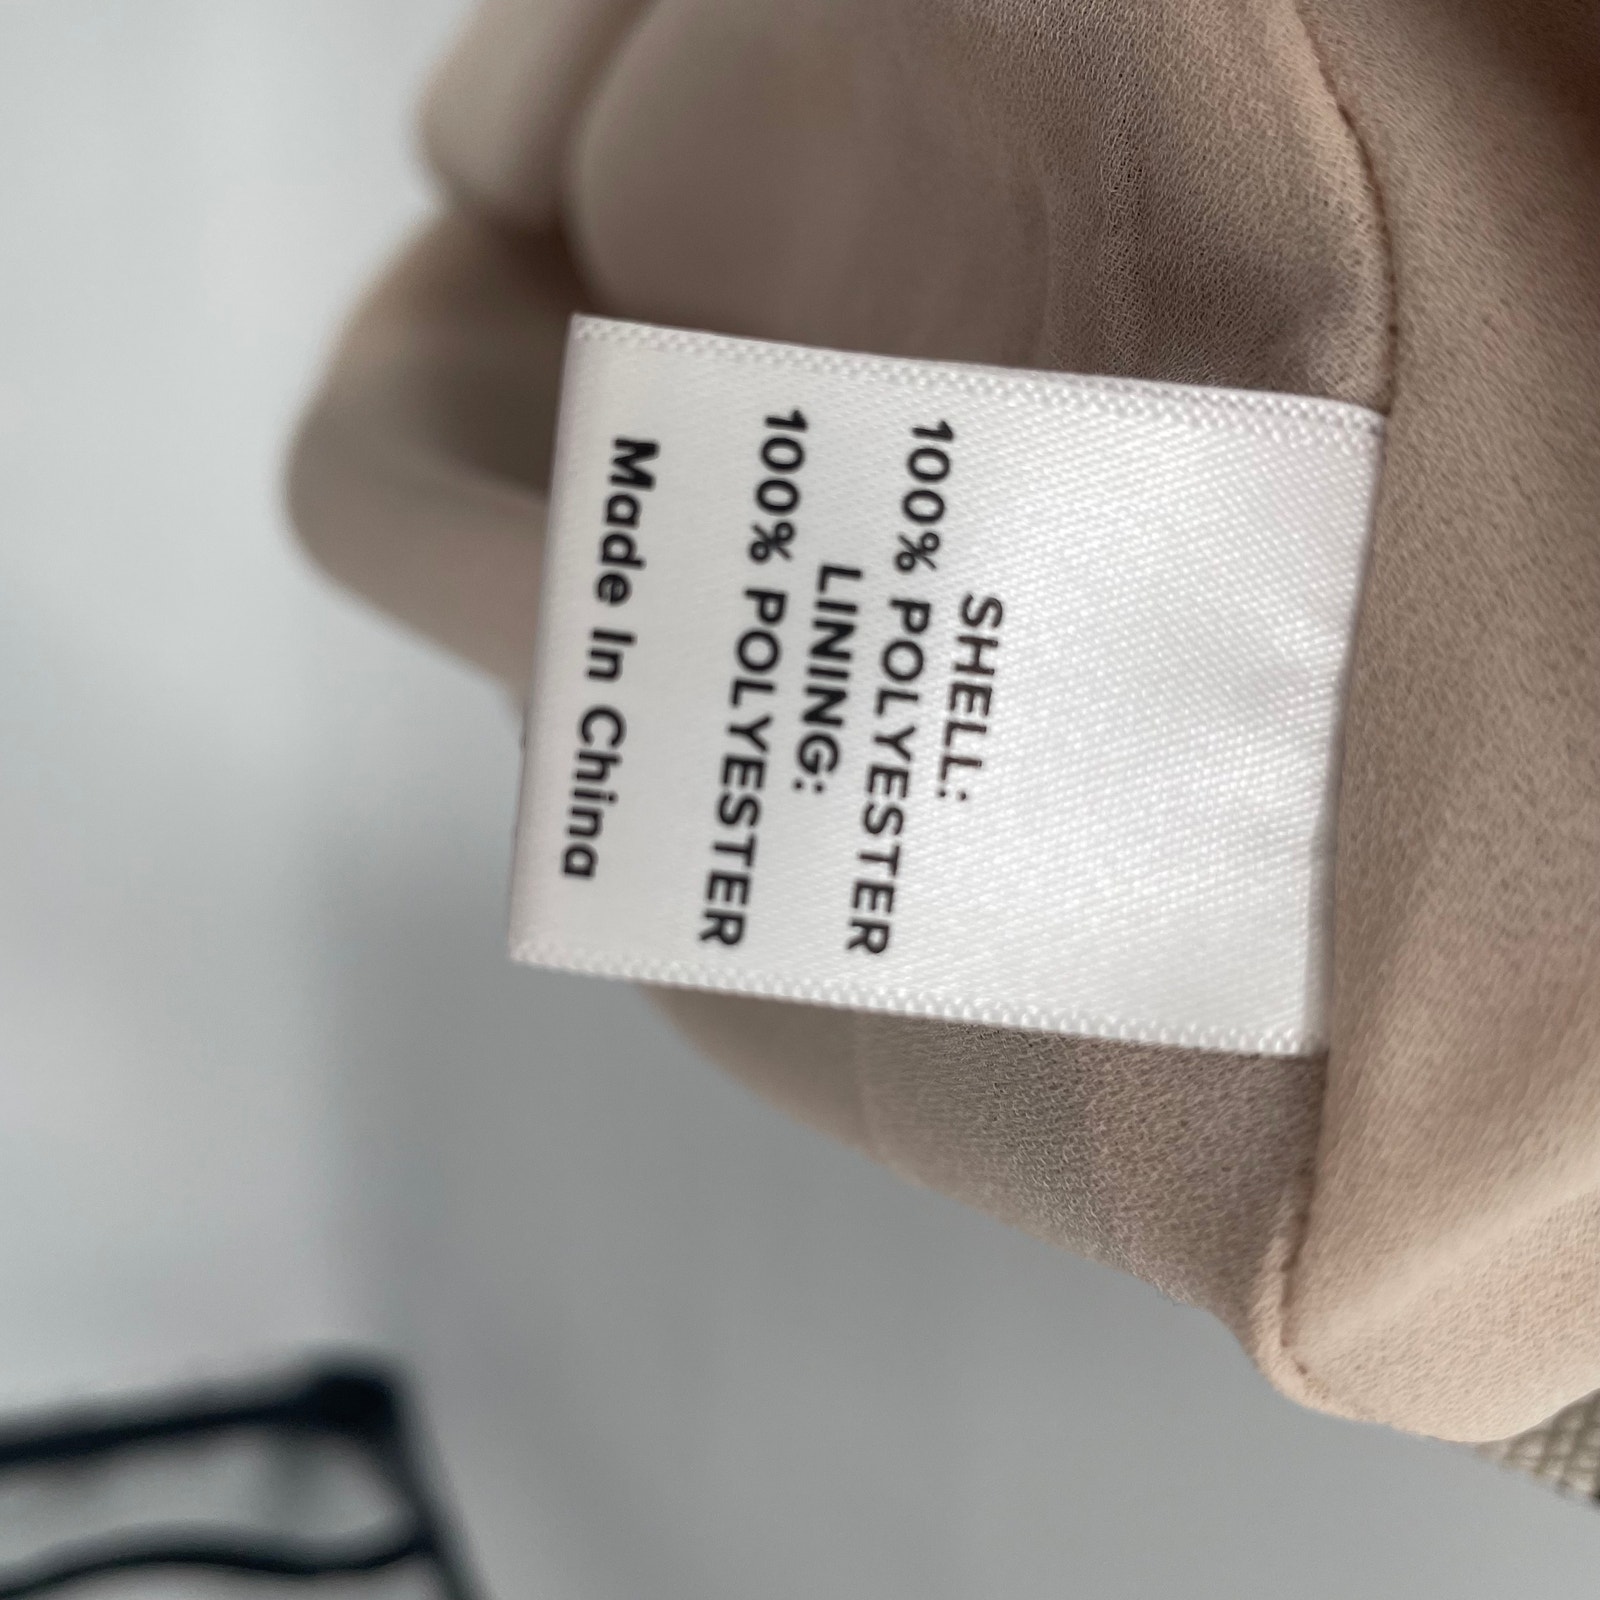 SHELL:
100% POLYESTER
LINING:
100% POLYESTER
Made In China